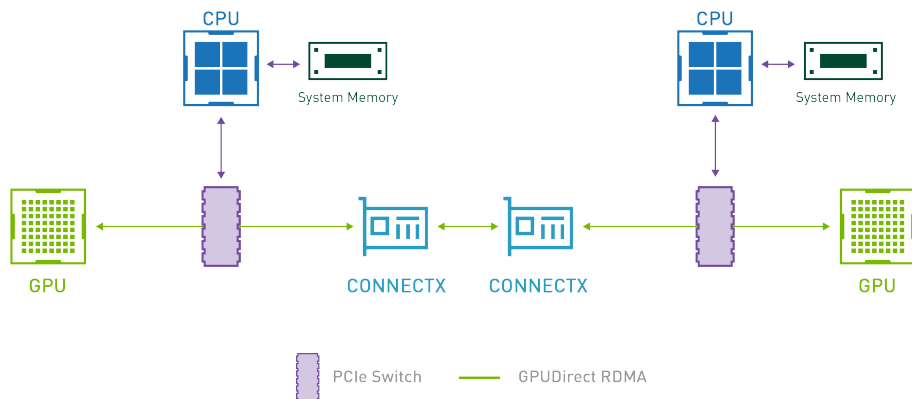 CPU
CPU
System Memory
System Memory
GPU
CONNECTX
CONNECTX
GPU
PCIe Switch
GPUDirect RDMA